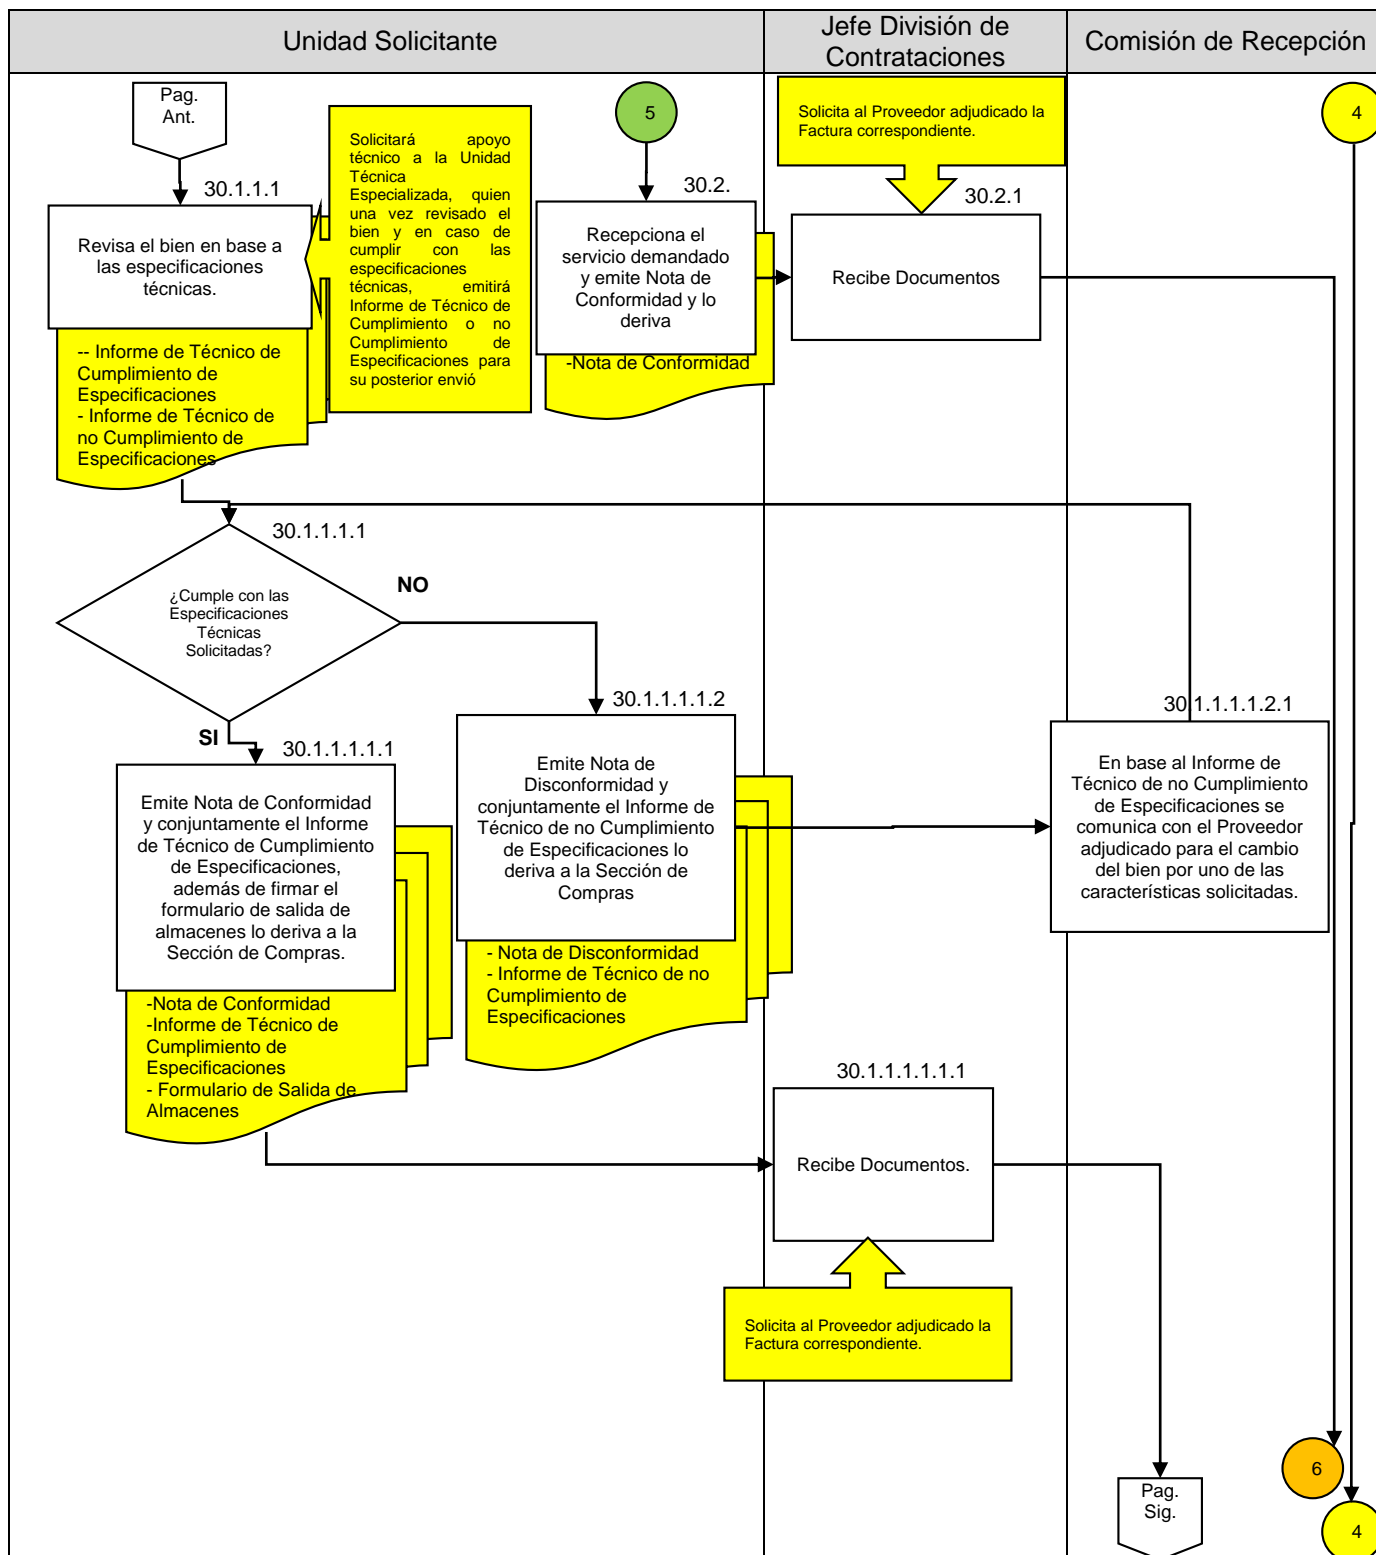 Unidad Solicitante
Jefe División de
Contrataciones
Comisión de Recepción
Pag.
Ant.
30.1.1.1
Revisa el bien en base a
las especificaciones
técnicas.
-- Informe de Técnico de
Cumplimiento de
Especificaciones
- Informe de Técnico de
no Cumplimiento de
Especificaciones
Solicitará apoyo
técnico a la Unidad
Técnica
Especializada, quien
una vez revisado el
bien y en caso de
cumplir con las
especificaciones
técnicas, emitirá
Informe de Técnico de
Cumplimiento o no
Cumplimiento de
Especificaciones para
su posterior envió
5
30.2.
Recepciona el
servicio demandado
y emite Nota de
Conformidad y lo
deriva
-Nota de Conformidad
Solicita al Proveedor adjudicado la
Factura correspondiente.
30.2.1
Recibe Documentos
4
30.1.1.1.1
¿Cumple con las
Especificaciones
Técnicas
Solicitadas?
NO
SI
30.1.1.1.1.1
Emite Nota de Conformidad
y conjuntamente el Informe
de Técnico de Cumplimiento
de Especificaciones,
además de firmar el
formulario de salida de
almacenes lo deriva a la
Sección de Compras.
-Nota de Conformidad
-Informe de Técnico de
Cumplimiento de
Especificaciones
- Formulario de Salida de
Almacenes
30.1.1.1.1.2
Emite Nota de
Disconformidad y
conjuntamente el Informe de
Técnico de no Cumplimiento
de Especificaciones lo
deriva a la Sección de
Compras
- Nota de Disconformidad
- Informe de Técnico de no
Cumplimiento de
Especificaciones
30.1.1.1.1.2.1
En base al Informe de
Técnico de no Cumplimiento
de Especificaciones se
comunica con el Proveedor
adjudicado para el cambio
del bien por uno de las
características solicitadas.
30.1.1.1.1.1.1
Recibe Documentos.
Solicita al Proveedor adjudicado la
Factura correspondiente.
6
Pag.
Sig.
4